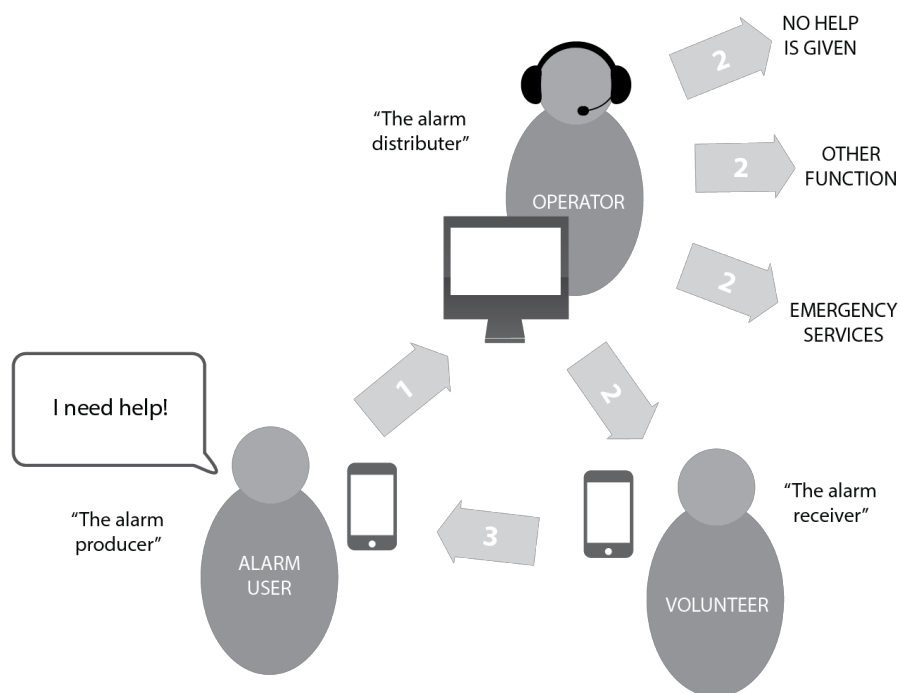 NO HELP
IS GIVEN
2
“The alarm
distributer”
2
OTHER
FUNCTION
OPERATOR
2
EMERGENCY
SERVICES
1
2
I need help!
“The alarm
receiver”
“The alarm
producer”
3
ALARM
USER
VOLUNTEER